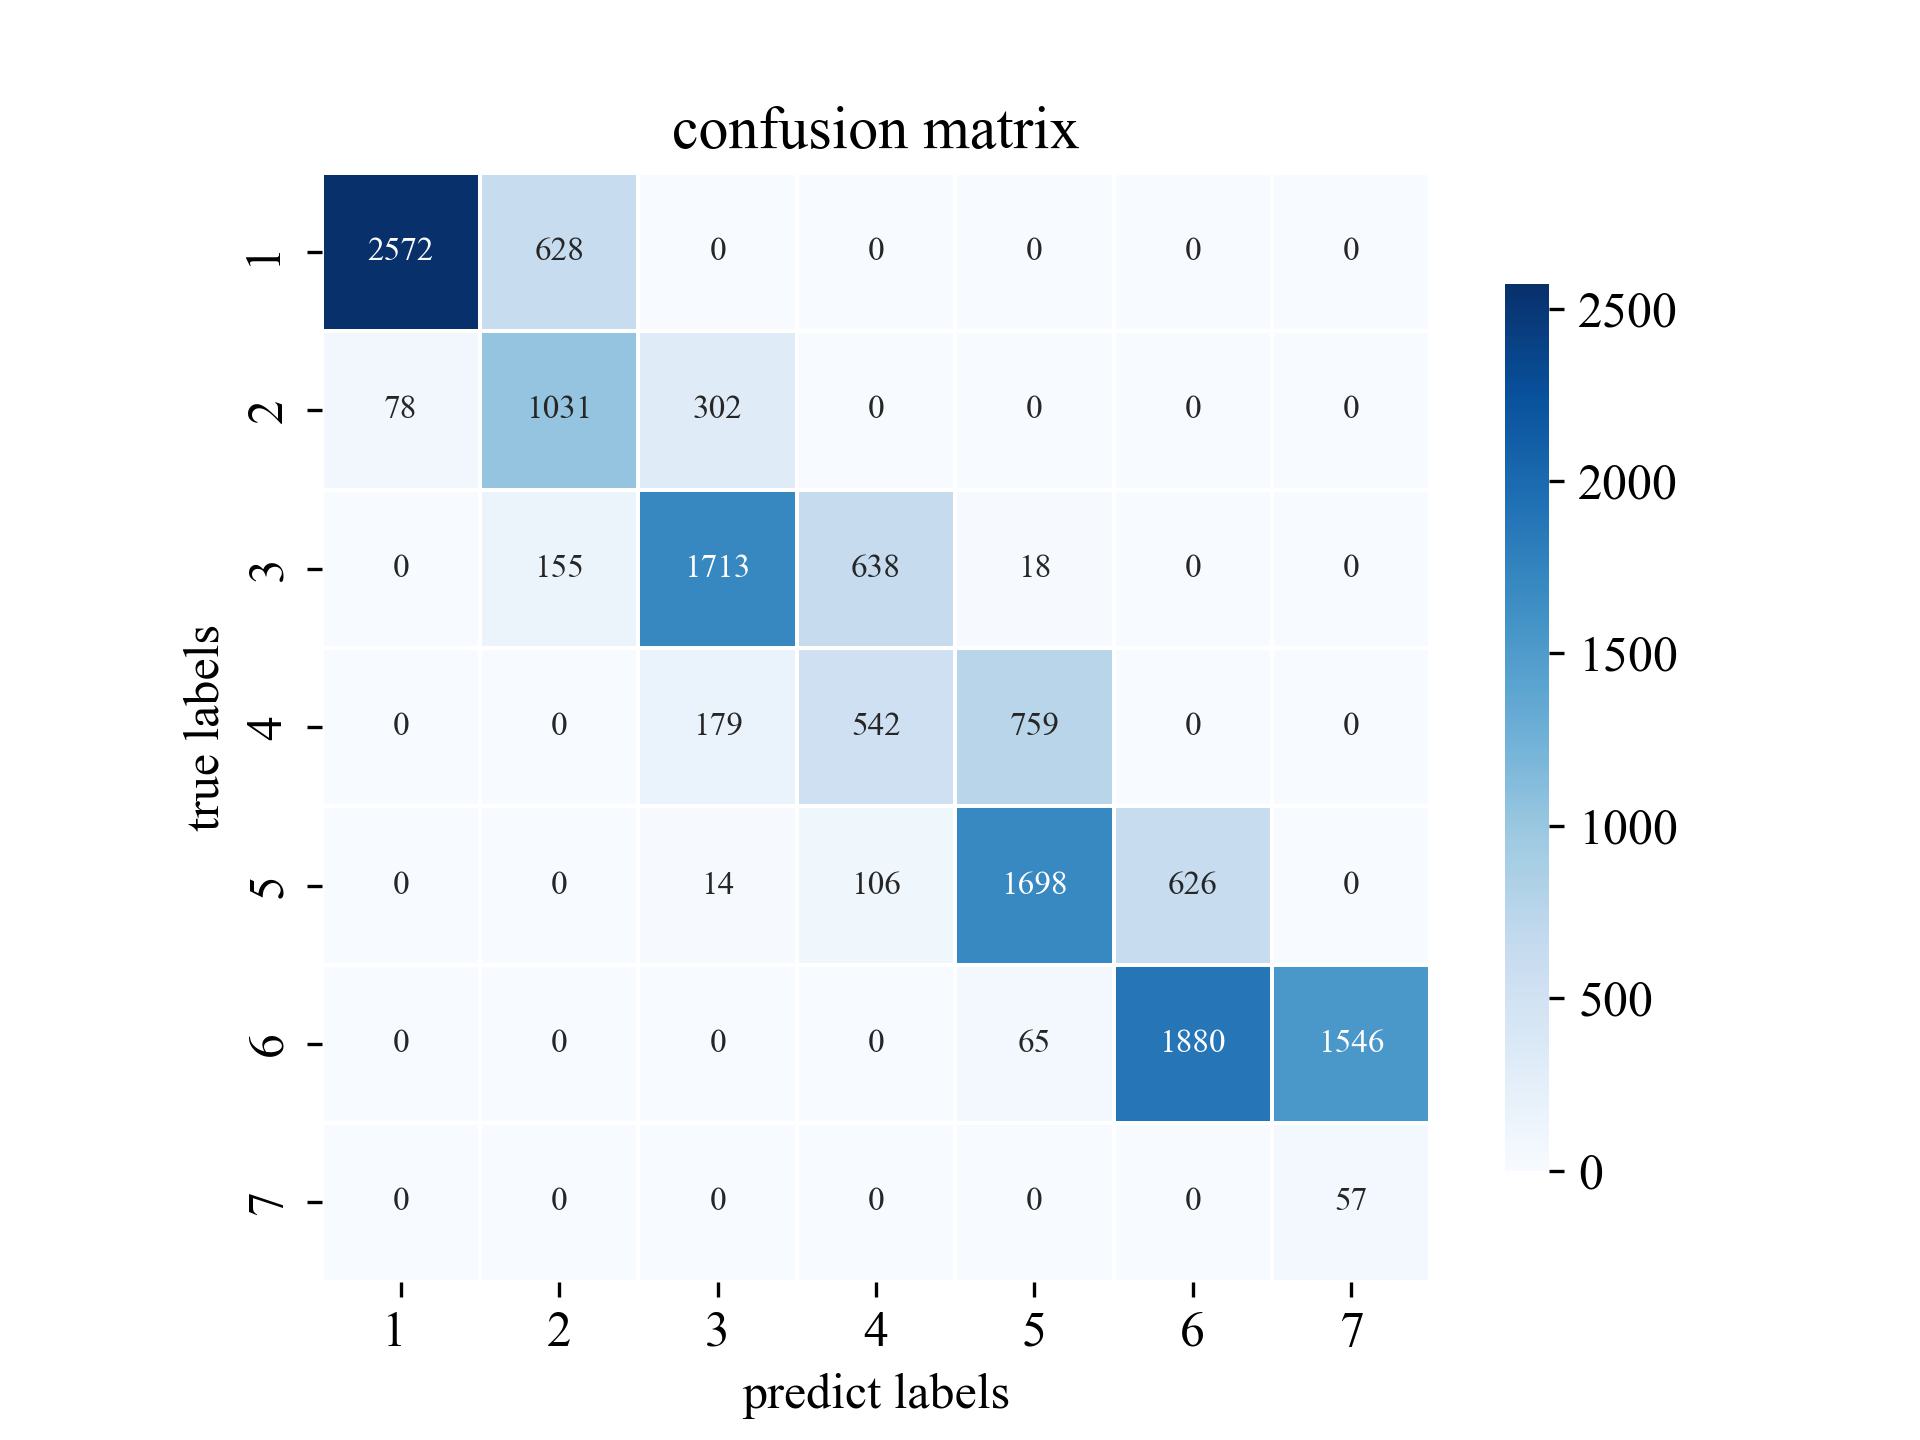 confusion matrix
1 2572 628 0 0 0 0 0
2 78 1031 302 0 0 0 0
3 0 155 1713 638 18 0 0
4 0 0 179 542 759 0 0
5 0 0 14 106 1698 626 0
6 0 0 0 0 65 1880 1546
7 0 0 0 0 0 0 57
1 2 3 4 5 6 7
true labels
predict labels
2500
2000
1500
1000
500
0